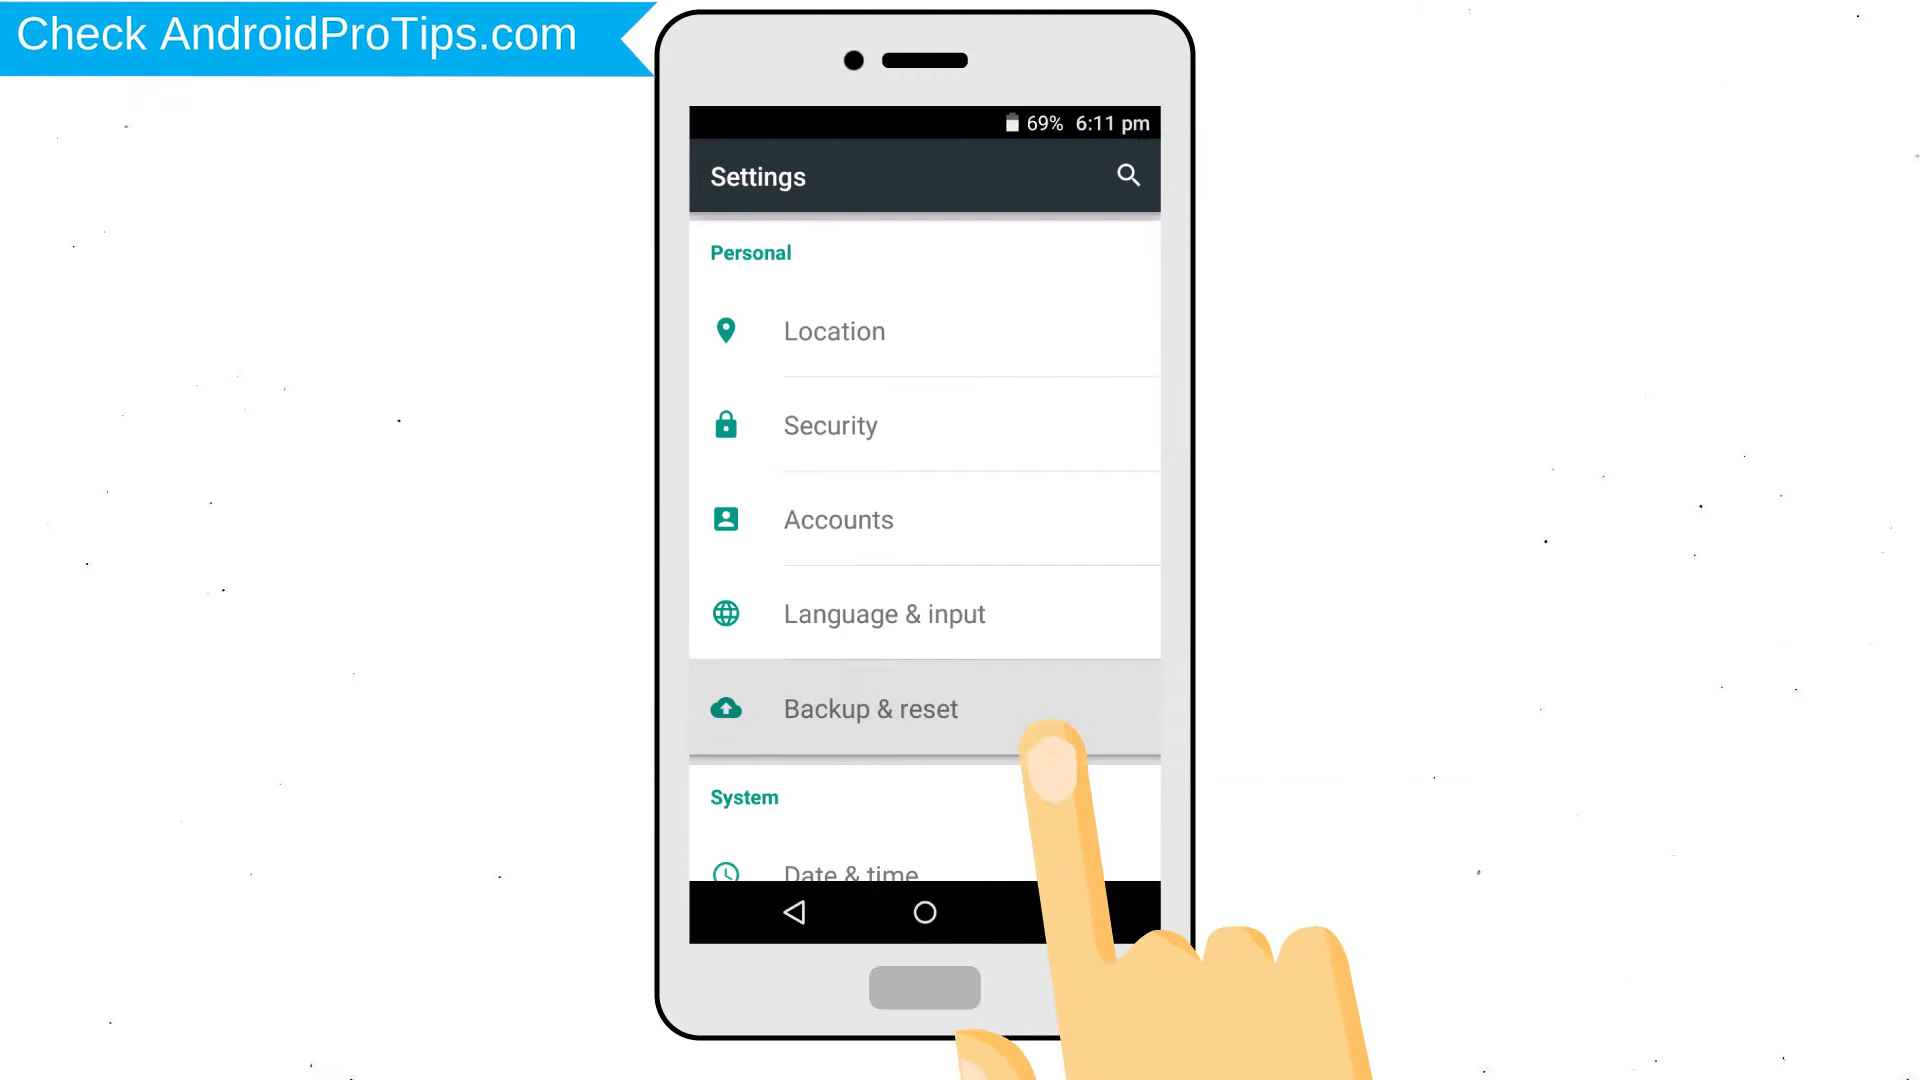 Check AndroidProTips.com
69% 6:11 pm
Settings
Personal
Location
Security
Accounts
Language & input
Backup & reset
System
Date & time